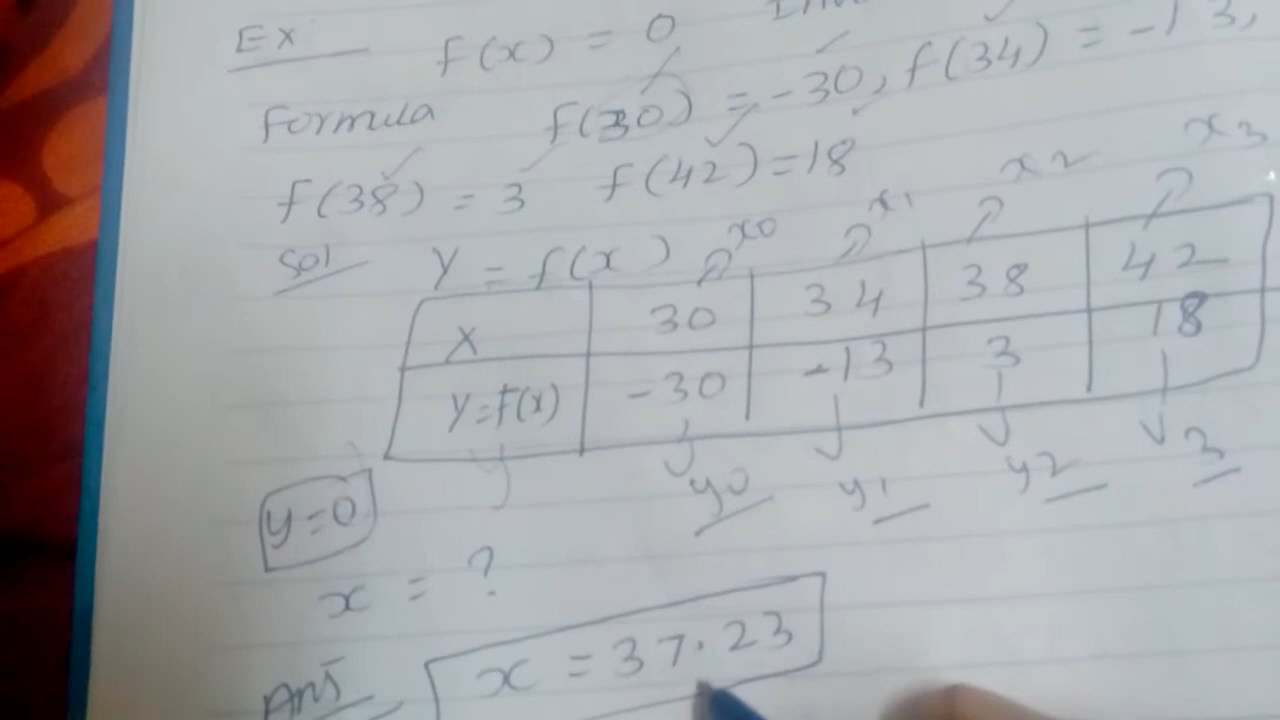 Ex f(x) = 0
Formula f(30) = -30, f(34) = -13,
f(38) = 3 f(42) = 18
Sol Y = f(x) x0 x1 x2 x3
X 30 34 38 42
Y=f(x) -30 -13 3 18
y y0 y1 y2 3
y=0
x = ?
Ans x = 37.23